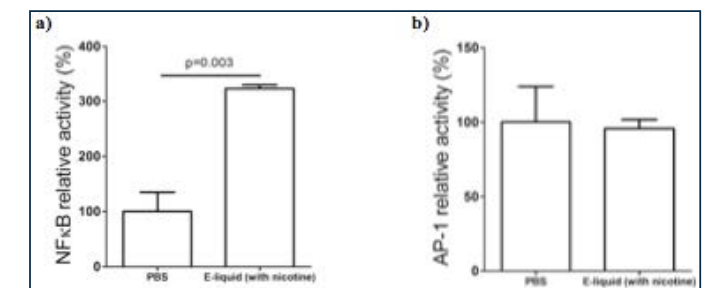 a)
NFκB relative activity (%)
400
300
200
100
0
p=0.003
PBS
E-liquid (with nicotine)
b)
AP-1 relative activity (%)
150
100
50
0
PBS
E-liquid (with nicotine)